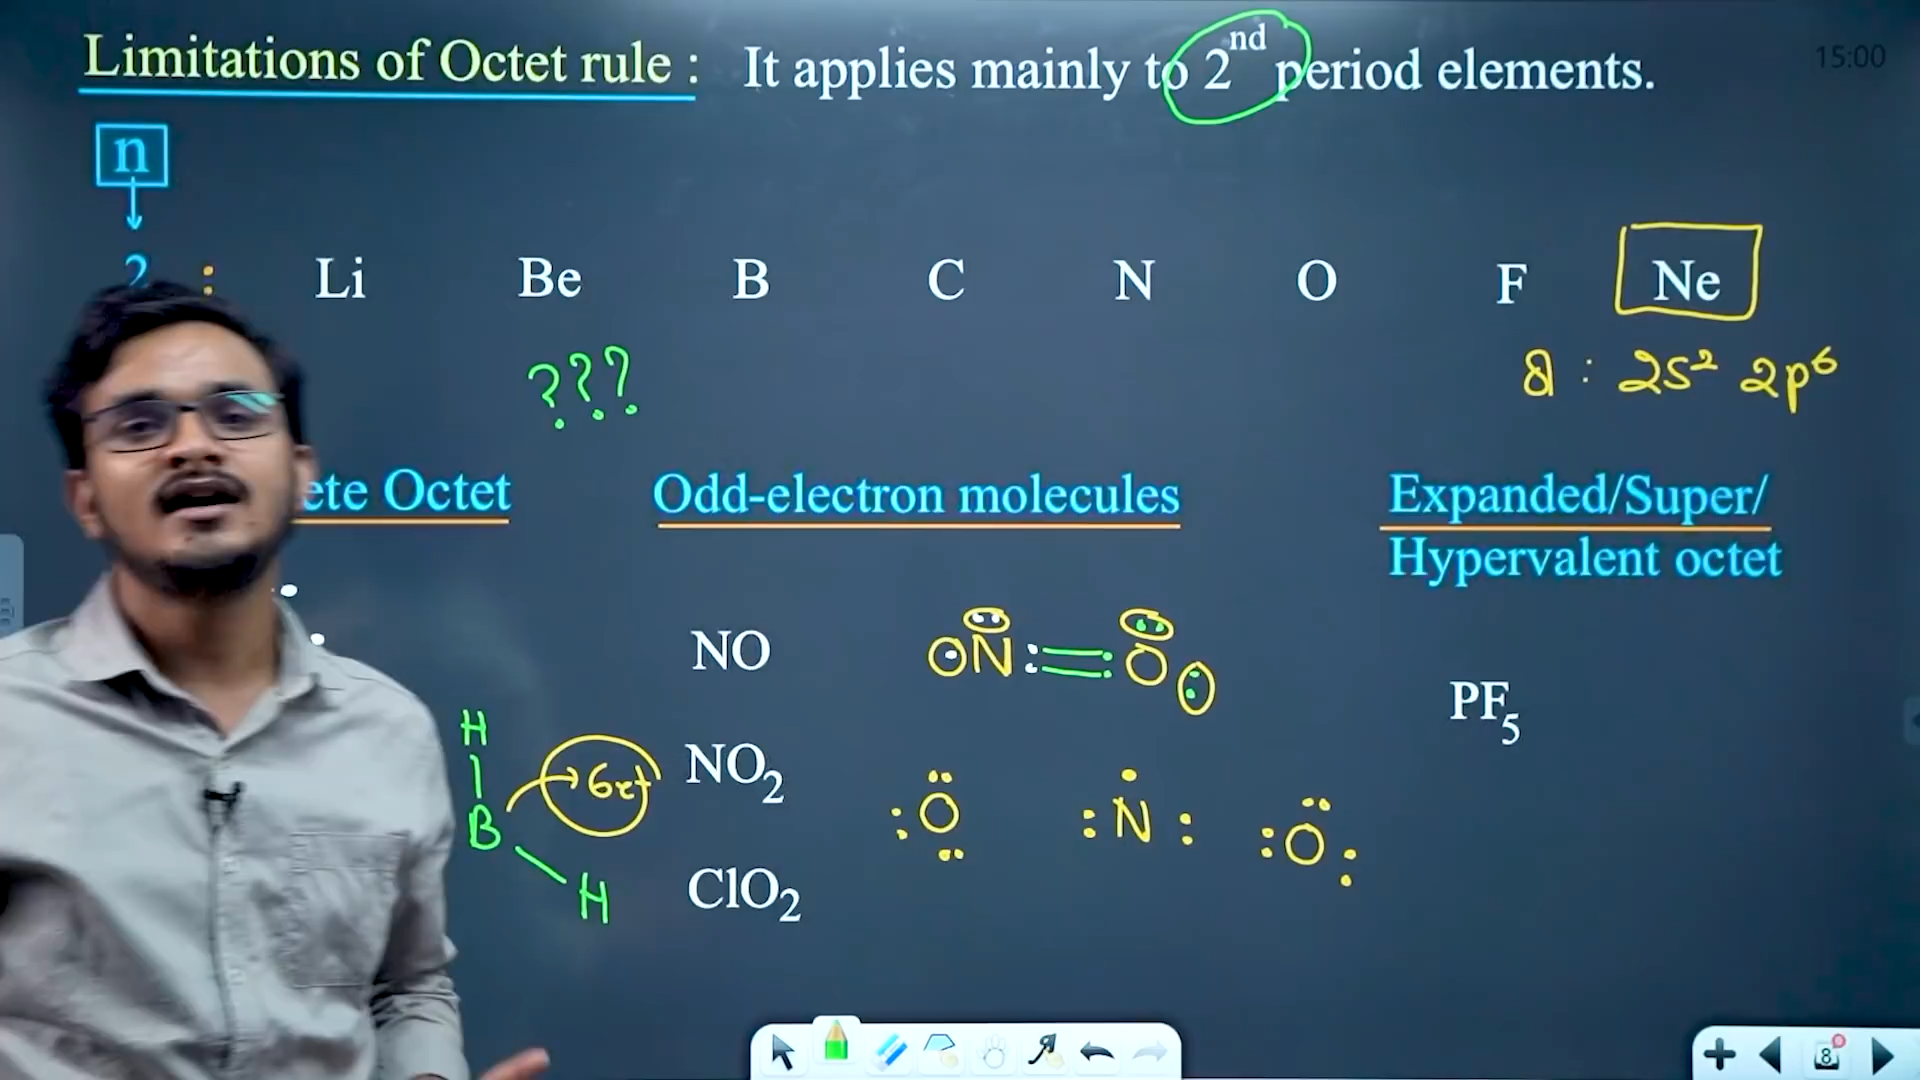 Limitations of Octet rule : It applies mainly to 2nd period elements.
15:00
n
2 : Li Be B C N O F Ne
???
8 : 2s² 2p⁶
ete Octet
Odd-electron molecules
Expanded/Super/
Hypervalent octet
NO
N O
PF₅
H
B
H
NO₂
O N O
ClO₂
8